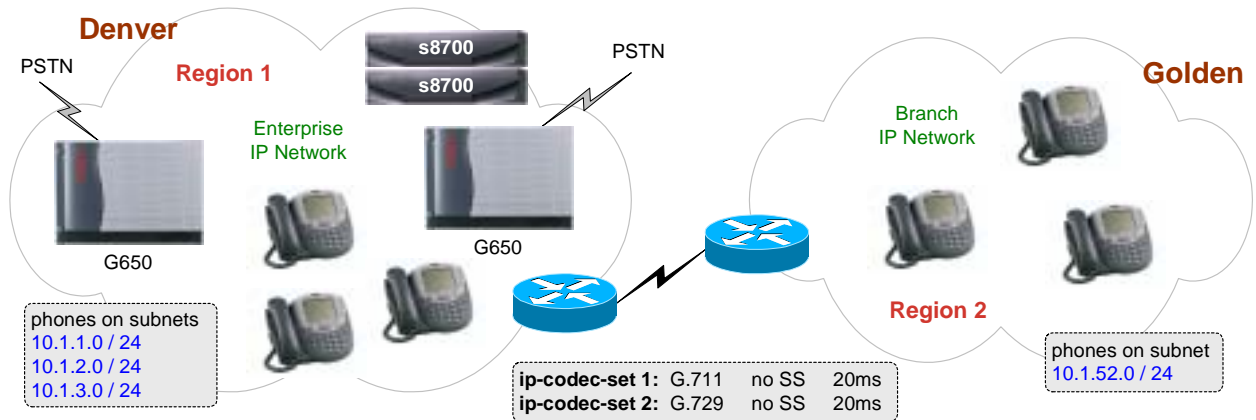 Denver
PSTN
Region 1
s8700
s8700
PSTN
Golden
Enterprise
IP Network
Branch
IP Network
G650
G650
Region 2
phones on subnets
10.1.1.0 / 24
10.1.2.0 / 24
10.1.3.0 / 24
ip-codec-set 1: G.711 no SS 20ms
ip-codec-set 2: G.729 no SS 20ms
phones on subnet
10.1.52.0 / 24